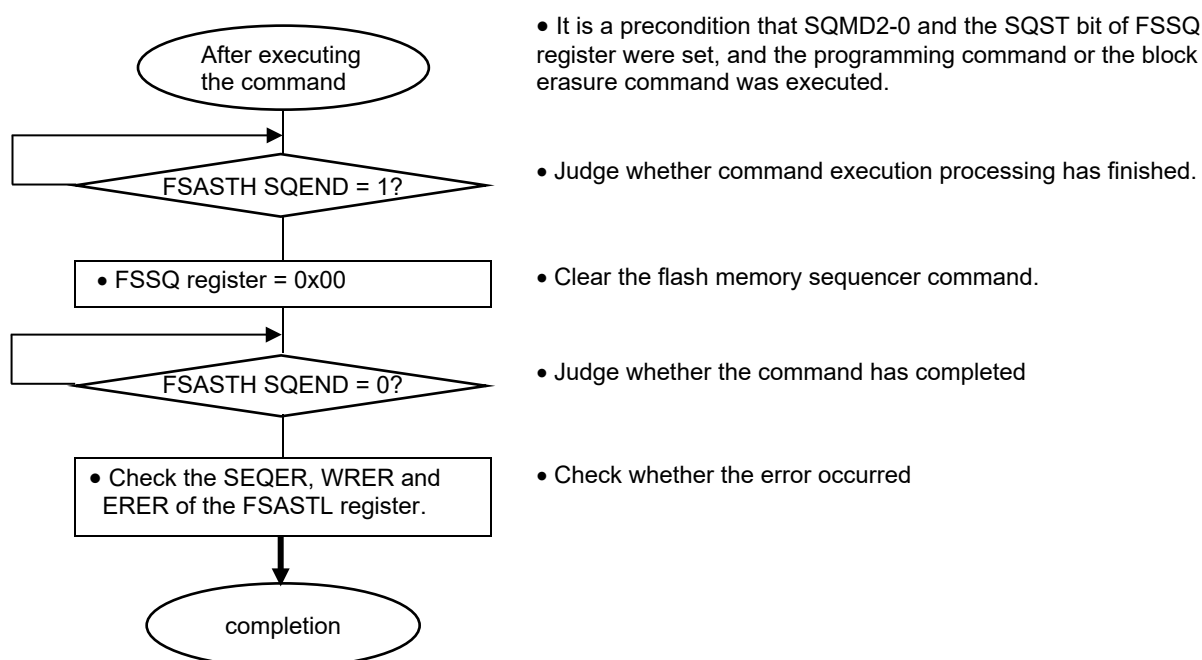 After executing
the command
• It is a precondition that SQMD2-0 and the SQST bit of FSSQ
register were set, and the programming command or the block
erasure command was executed.
FSASTH SQEND = 1?
• Judge whether command execution processing has finished.
• FSSQ register = 0x00
• Clear the flash memory sequencer command.
FSASTH SQEND = 0?
• Judge whether the command has completed
• Check the SEQER, WRER and
ERER of the FSASTL register.
• Check whether the error occurred
completion